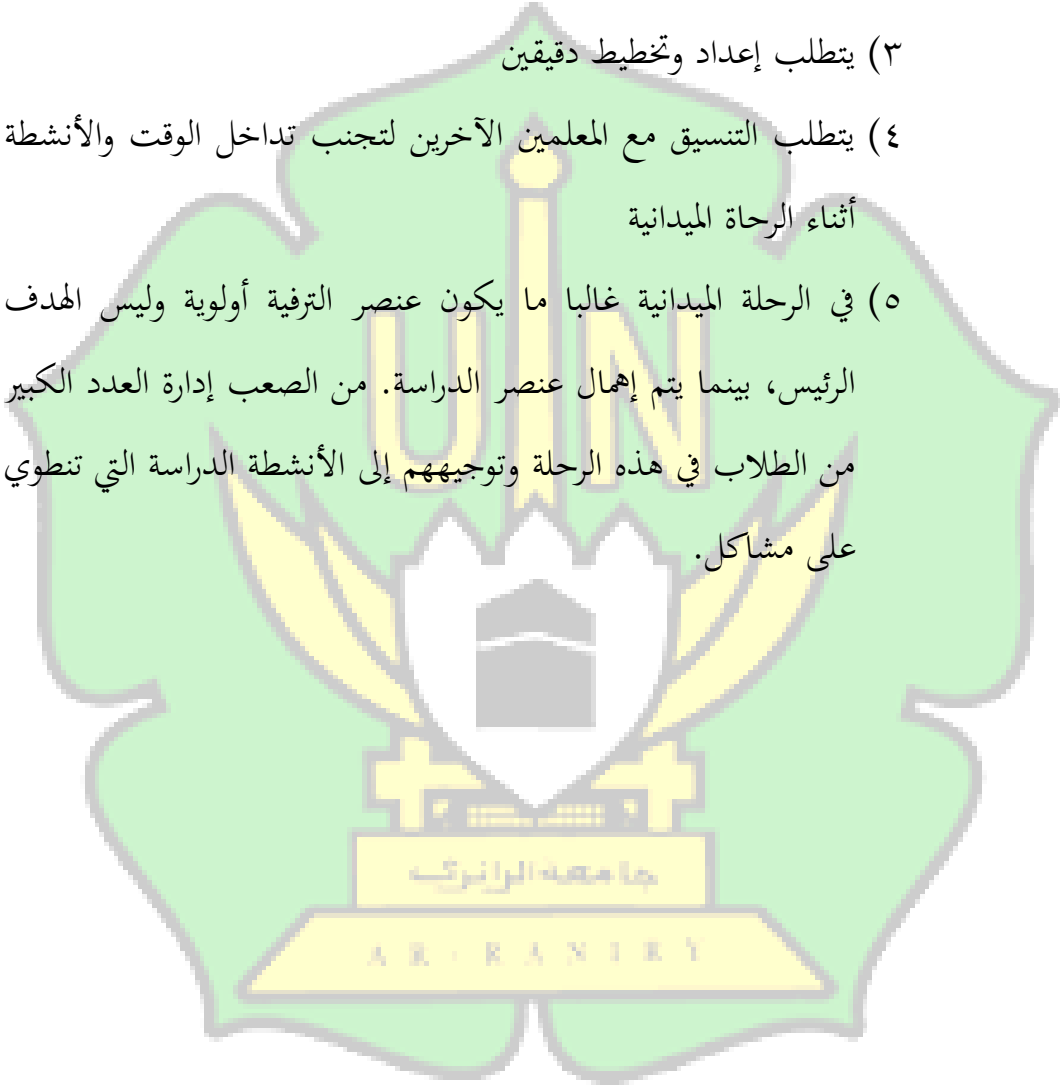 ٣) يتطلب إعداد وتخطيط دقيقين
٤) يتطلب التنسيق مع المعلمين الآخرين لتجنب تداخل الوقت والأنشطة
أثناء الرحاة الميدانية
٥) في الرحلة الميدانية غالبا ما يكون عنصر الترفية أولوية وليس الهدف
الرئيس، بينما يتم إهمال عنصر الدراسة. من الصعب إدارة العدد الكبير
من الطلاب في هذه الرحلة وتوجيههم إلى الأنشطة الدراسة التي تنطوي
على مشاكل.
UIN
جامعة الرانري
AR-RANIRY